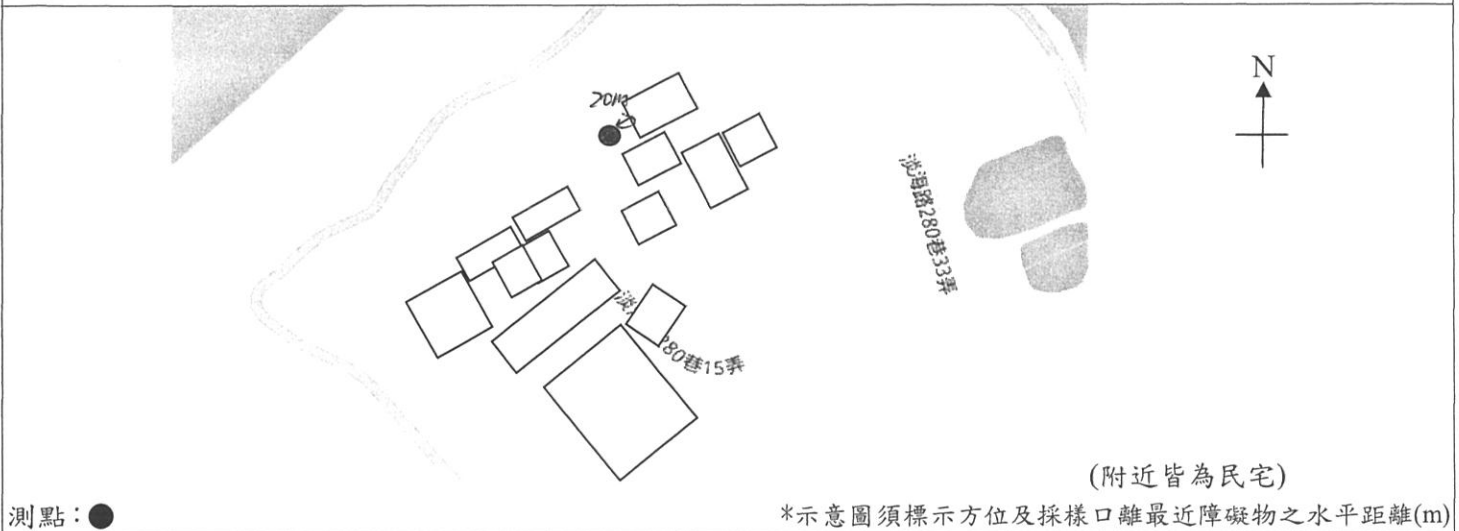 N
20m
淡海路280巷33弄
淡
80巷15弄
(附近皆為民宅)
測點：●
*示意圖須標示方位及採樣口離最近障礙物之水平距離(m)